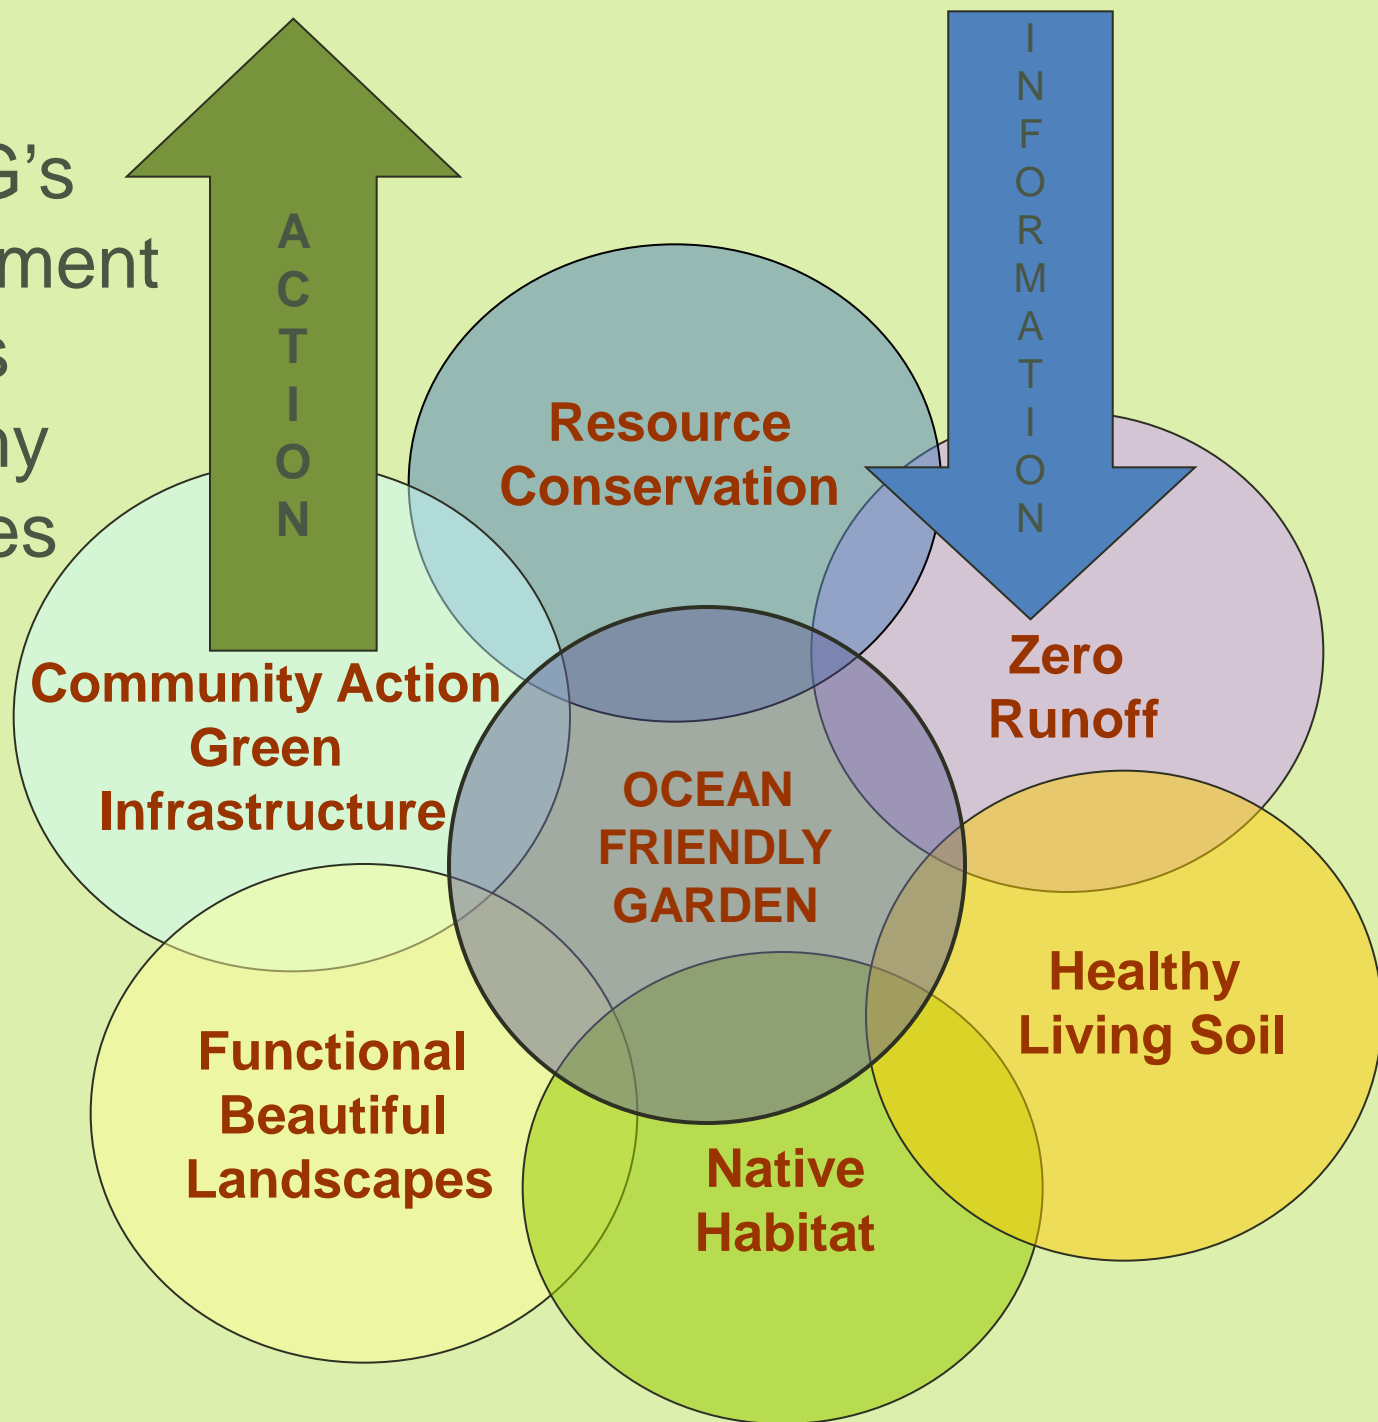 G's
ment
s
ny
es
ACTION
INFORMATION
Resource
Conservation
Zero
Runoff
Community Action
Green
Infrastructure
OCEAN
FRIENDLY
GARDEN
Healthy
Living Soil
Functional
Beautiful
Landscapes
Native
Habitat